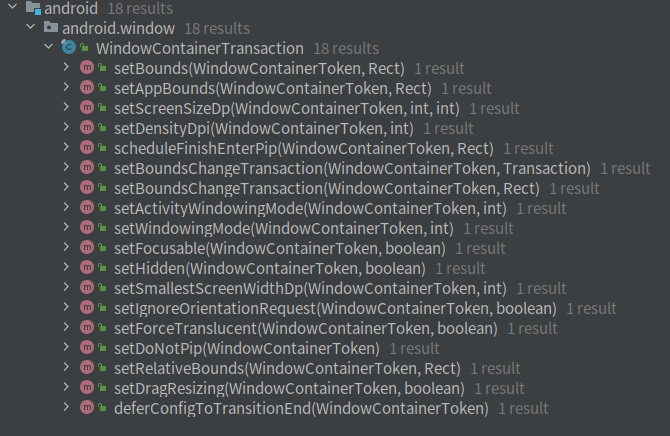 android 18 results
android.window 18 results
WindowContainerTransaction 18 results
setBounds(WindowContainerToken, Rect) 1 result
setAppBounds(WindowContainerToken, Rect) 1 result
setScreenSizeDp(WindowContainerToken, int, int) 1 result
setDensityDpi(WindowContainerToken, int) 1 result
scheduleFinishEnterPip(WindowContainerToken, Rect) 1 result
setBoundsChangeTransaction(WindowContainerToken, Transaction) 1 result
setBoundsChangeTransaction(WindowContainerToken, Rect) 1 result
setActivityWindowingMode(WindowContainerToken, int) 1 result
setWindowingMode(WindowContainerToken, int) 1 result
setFocusable(WindowContainerToken, boolean) 1 result
setHidden(WindowContainerToken, boolean) 1 result
setSmallestScreenWidthDp(WindowContainerToken, int) 1 result
setIgnoreOrientationRequest(WindowContainerToken, boolean) 1 result
setForceTranslucent(WindowContainerToken, boolean) 1 result
setDoNotPip(WindowContainerToken) 1 result
setRelativeBounds(WindowContainerToken, Rect) 1 result
setDragResizing(WindowContainerToken, boolean) 1 result
deferConfigToTransitionEnd(WindowContainerToken) 1 result